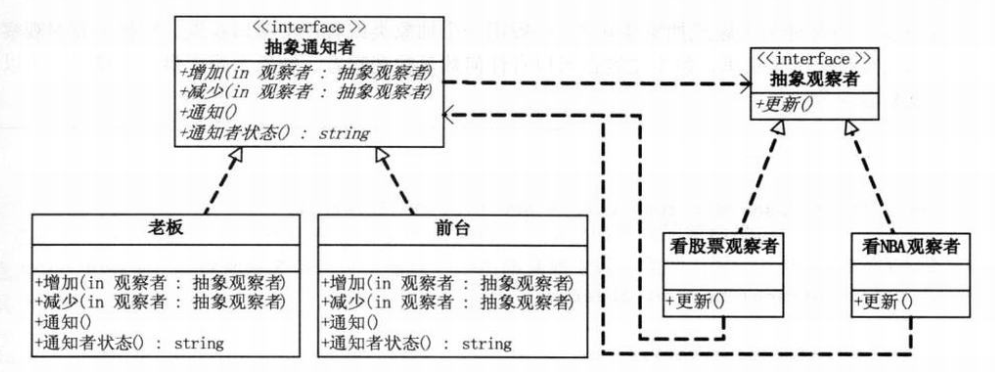 <<interface>>
抽象通知者
+增加(in 观察者 : 抽象观察者)
+减少(in 观察者 : 抽象观察者)
+通知()
+通知者状态() : string
<<interface>>
抽象观察者
+更新()
老板
+增加(in 观察者 : 抽象观察者)
+减少(in 观察者 : 抽象观察者)
+通知()
+通知者状态() : string
前台
+增加(in 观察者 : 抽象观察者)
+减少(in 观察者 : 抽象观察者)
+通知()
+通知者状态() : string
看股票观察者
+更新()
看NBA观察者
+更新()